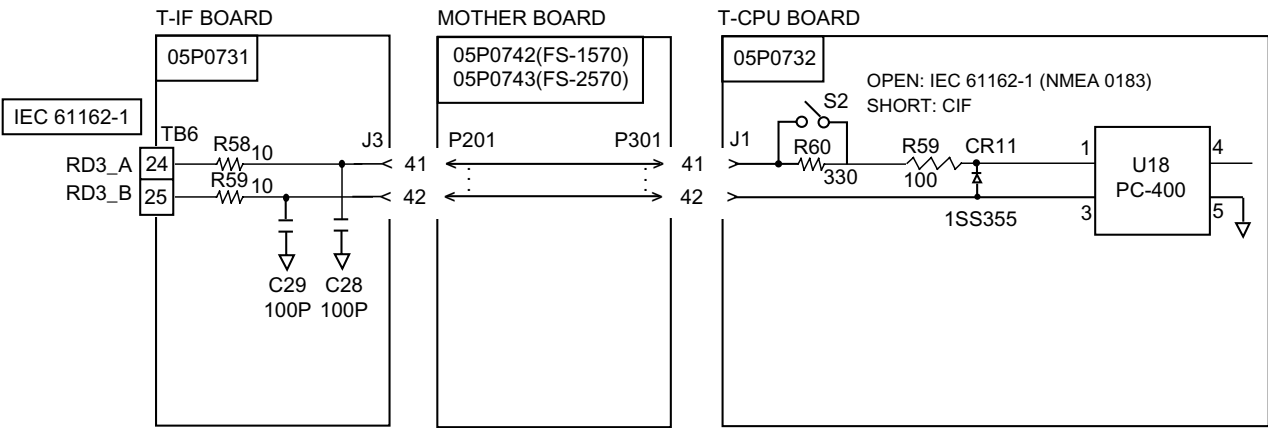 T-IF BOARD
MOTHER BOARD
T-CPU BOARD
05P0731
05P0742(FS-1570)
05P0743(FS-2570)
05P0732
OPEN: IEC 61162-1 (NMEA 0183)
SHORT: CIF
IEC 61162-1
TB6
R58
10
J3
P201
P301
J1
S2
R60
330
R59
100
CR11
1
4
U18
PC-400
RD3_A
24
41
41
R59
10
RD3_B
25
42
42
1SS355
3
5
C29
100P
C28
100P